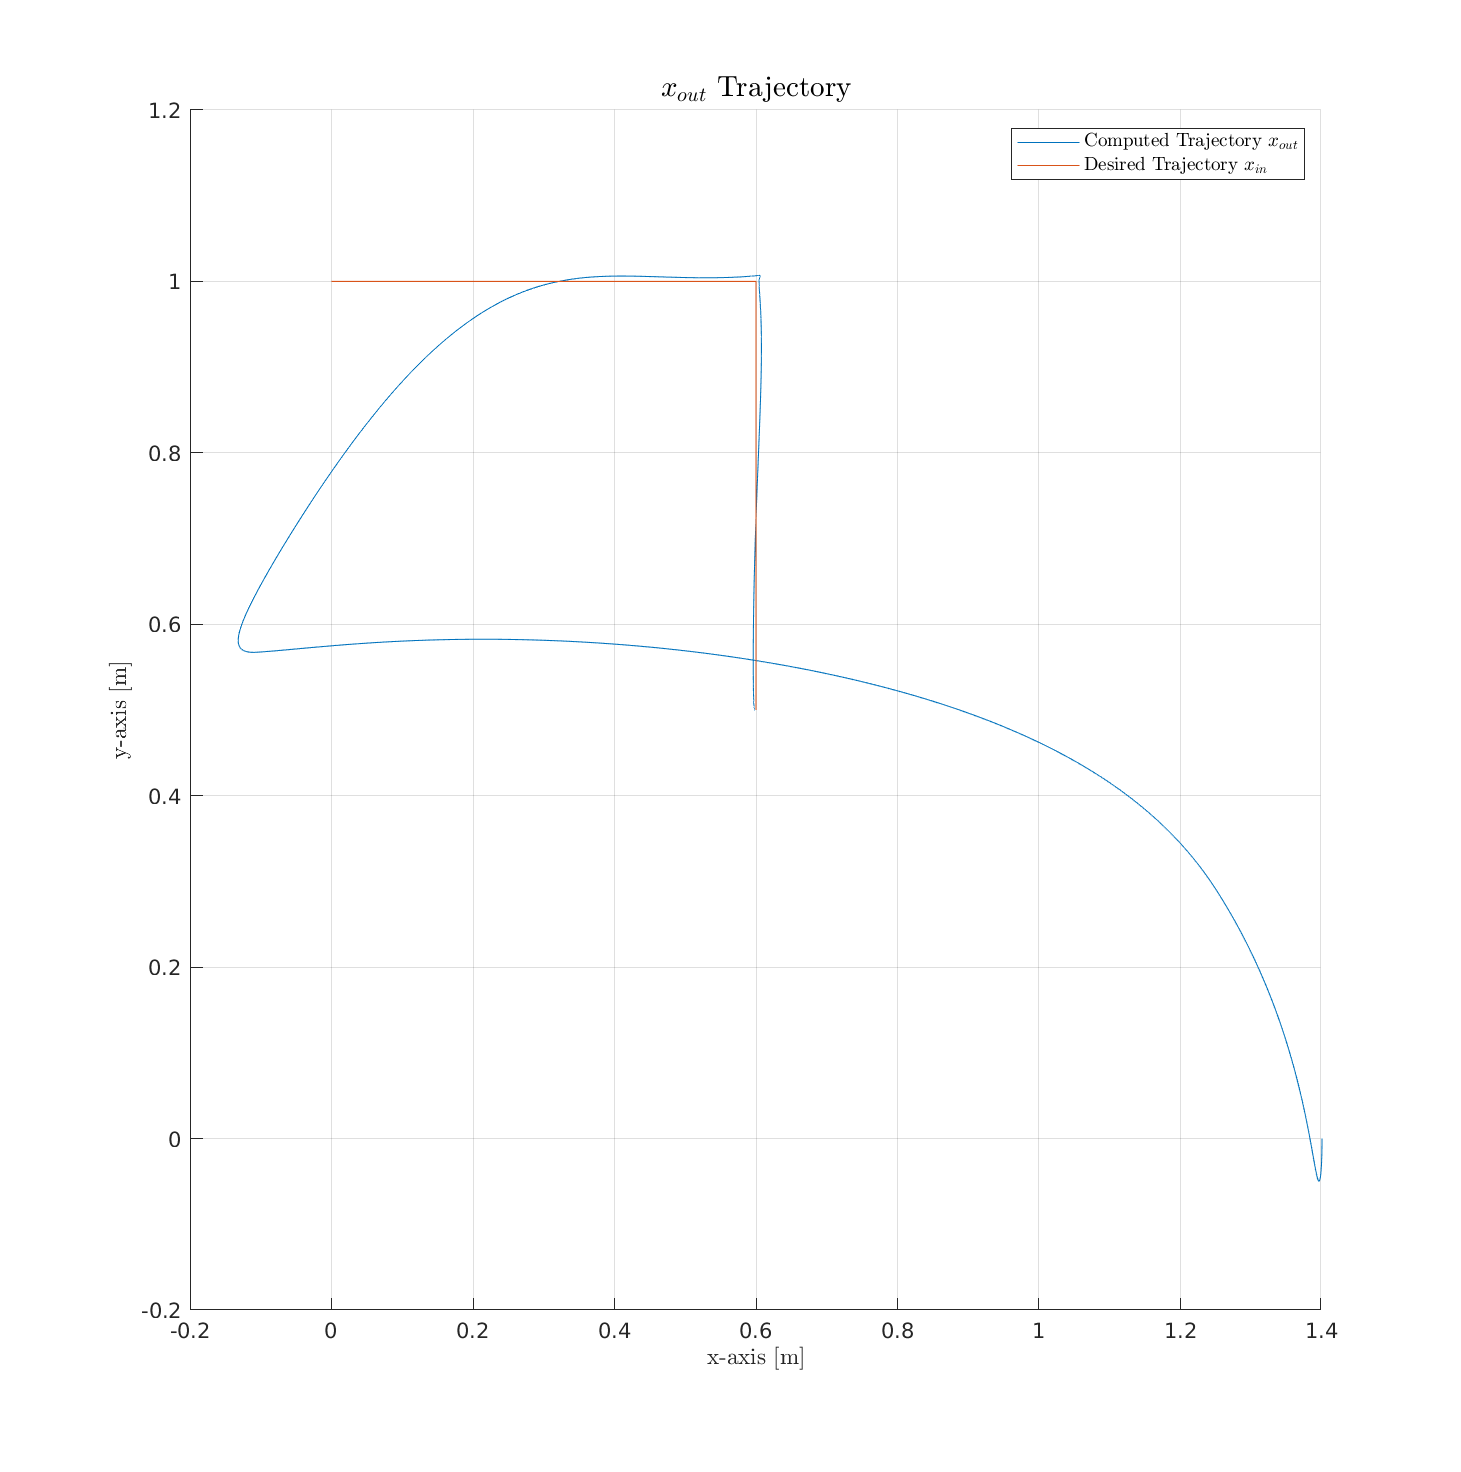 x_out Trajectory
Computed Trajectory x_out
Desired Trajectory x_in
1.2
1
0.8
0.6
0.4
0.2
0
-0.2
y-axis [m]
-0.2 0 0.2 0.4 0.6 0.8 1 1.2 1.4
x-axis [m]